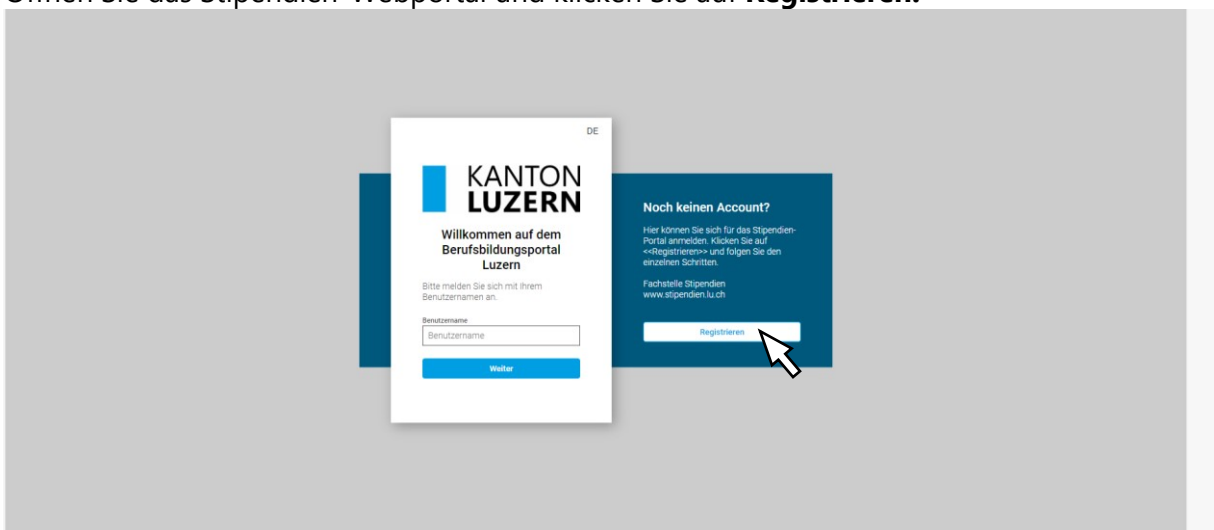 Öffnen Sie das Stipendien-Webportal und klicken Sie auf Registrieren.
DE
KANTON
LUZERN
Willkommen auf dem
Berufsbildungsportal
Luzern
Bitte melden Sie sich mit Ihrem
Benutzernamen an.
Benutzername
Benutzername
Weiter
Noch keinen Account?
Hier können Sie sich für das Stipendien-
Portal anmelden. Klicken Sie auf
<<Registrieren>> und folgen Sie den
einzelnen Schritten.
Fachstelle Stipendien
www.stipendien.lu.ch
Registrieren